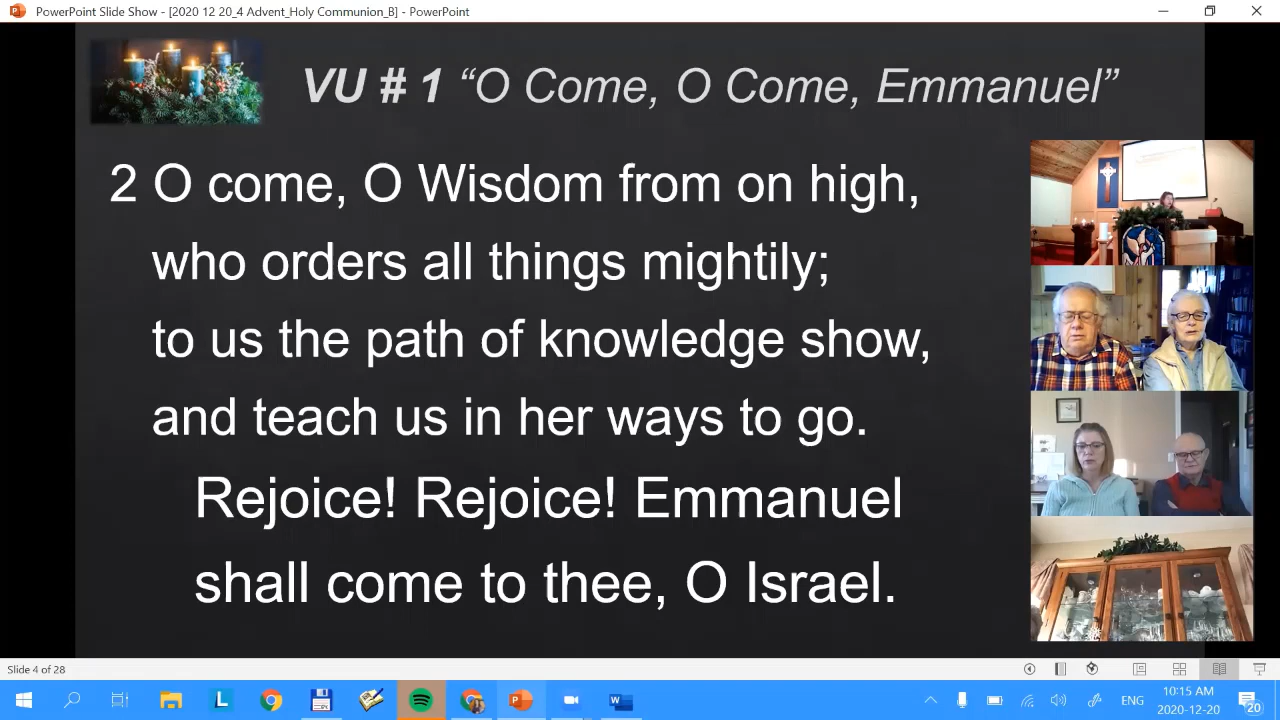 PowerPoint Slide Show - [2020 12 20_4 Advent_Holy Communion_B] - PowerPoint
VU # 1 “O Come, O Come, Emmanuel”
2 O come, O Wisdom from on high,
who orders all things mightily;
to us the path of knowledge show,
and teach us in her ways to go.
Rejoice! Rejoice! Emmanuel
shall come to thee, O Israel.
Slide 4 of 28
ENG
10:15 AM
2020-12-20
20